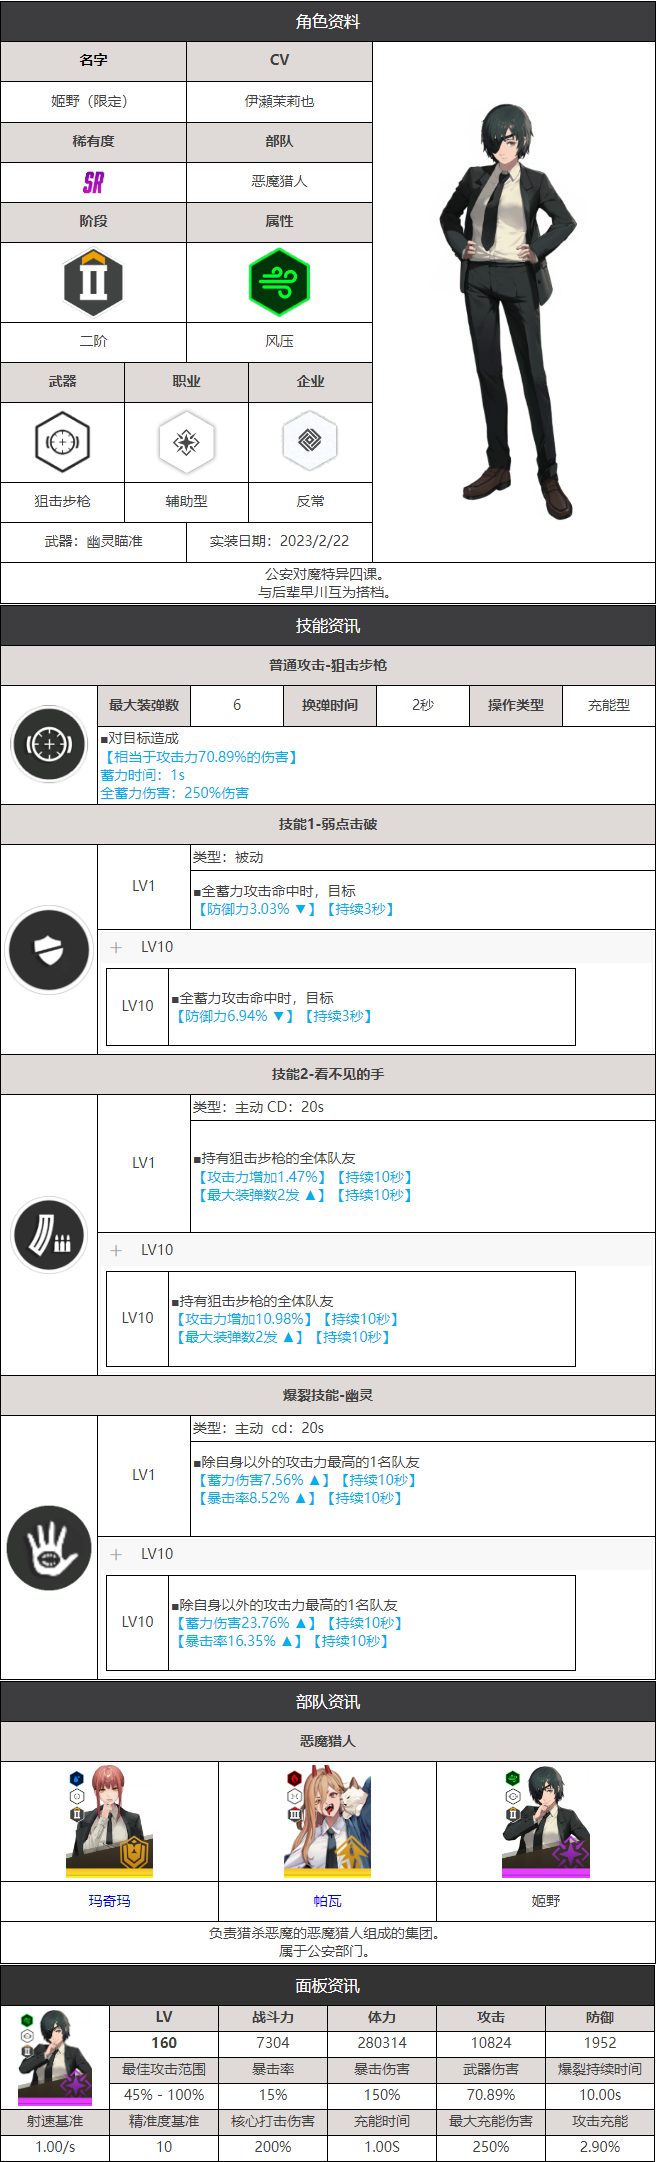 角色资料
名字 CV
姬野（限定） 伊瀬茉莉也
稀有度 部队
SR 恶魔猎人
阶段 属性
二阶 风压
武器 职业 企业
狙击步枪 辅助型 反常
武器：幽灵瞄准 实装日期：2023/2/22
公安对魔特异四课。
与后辈早川互为搭档。
技能资讯
普通攻击-狙击步枪
最大装弹数 6 换弹时间 2秒 操作类型 充能型
■对目标造成
【相当于攻击力70.89%的伤害】
蓄力时间：1s
全蓄力伤害：250%伤害
技能1-弱点击破
LV1
类型：被动
■全蓄力攻击命中时，目标
【防御力3.03% ▼】【持续3秒】
+ LV10
LV10
■全蓄力攻击命中时，目标
【防御力6.94% ▼】【持续3秒】
技能2-看不见的手
LV1
类型：主动 CD：20s
■持有狙击步枪的全体队友
【攻击力增加1.47%】【持续10秒】
【最大装弹数2发 ▲】【持续10秒】
+ LV10
LV10
■持有狙击步枪的全体队友
【攻击力增加10.98%】【持续10秒】
【最大装弹数2发 ▲】【持续10秒】
爆裂技能-幽灵
LV1
类型：主动 cd：20s
■除自身以外的攻击力最高的1名队友
【蓄力伤害7.56% ▲】【持续10秒】
【暴击率8.52% ▲】【持续10秒】
+ LV10
LV10
■除自身以外的攻击力最高的1名队友
【蓄力伤害23.76% ▲】【持续10秒】
【暴击率16.35% ▲】【持续10秒】
部队资讯
恶魔猎人
玛奇玛 帕瓦 姬野
负责猎杀恶魔的恶魔猎人组成的集团。
属于公安部门。
面板资讯
LV 战斗力 体力 攻击 防御
160 7304 280314 10824 1952
最佳攻击范围 暴击率 暴击伤害 武器伤害 爆裂持续时间
45% - 100% 15% 150% 70.89% 10.00s
射速基准 精准度基准 核心打击伤害 充能时间 最大充能伤害 攻击充能
1.00/s 10 200% 1.00S 250% 2.90%